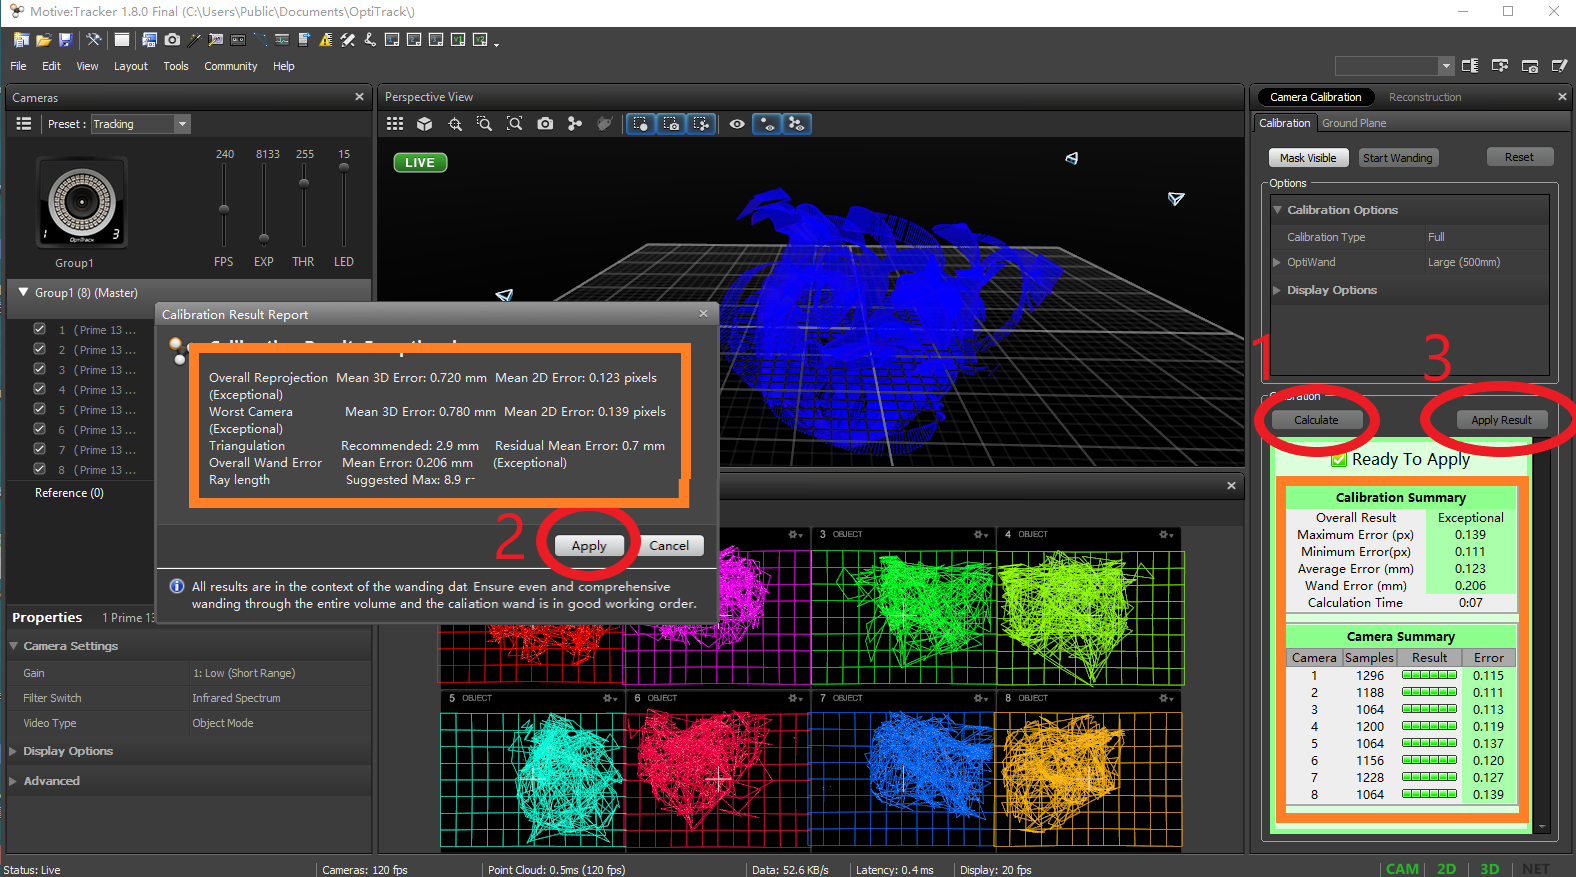 Motive:Tracker 1.8.0 Final (C:\Users\Public\Documents\OptiTrack\)
File Edit View Layout Tools Community Help
Cameras
Preset : Tracking
240 8133 255 15
1 OptiTrack 3
Group1
FPS EXP THR LED
Group1 (8) (Master)
1 ( Prime 13 ...
2 ( Prime 13 ...
3 ( Prime 13 ...
4 ( Prime 13 ...
5 ( Prime 13 ...
6 ( Prime 13 ...
7 ( Prime 13 ...
8 ( Prime 13 ...
Reference (0)
Properties 1 Prime 13
Camera Settings
Gain 1: Low (Short Range)
Filter Switch Infrared Spectrum
Video Type Object Mode
Display Options
Advanced
Perspective View
LIVE
Calibration Result Report
Overall Reprojection Mean 3D Error: 0.720 mm Mean 2D Error: 0.123 pixels
(Exceptional)
Worst Camera Mean 3D Error: 0.780 mm Mean 2D Error: 0.139 pixels
(Exceptional)
Triangulation Recommended: 2.9 mm Residual Mean Error: 0.7 mm
Overall Wand Error Mean Error: 0.206 mm (Exceptional)
Ray length Suggested Max: 8.9
2
Apply Cancel
All results are in the context of the wanding dat Ensure even and comprehensive
wanding through the entire volume and the caliation wand is in good working order.
3 OBJECT
4 OBJECT
5 OBJECT
6 OBJECT
7 OBJECT
8 OBJECT
Camera Calibration Reconstruction
Calibration Ground Plane
Mask Visible Start Wanding Reset
Options
Calibration Options
Calibration Type Full
OptiWand Large (500mm)
Display Options
1 3
Calibration
Calculate Apply Result
Ready To Apply
Calibration Summary
Overall Result Exceptional
Maximum Error (px) 0.139
Minimum Error(px) 0.111
Average Error (mm) 0.123
Wand Error (mm) 0.206
Calculation Time 0:07
Camera Summary
Camera Samples Result Error
1 1296 0.115
2 1188 0.111
3 1064 0.113
4 1200 0.119
5 1064 0.137
6 1156 0.120
7 1228 0.127
8 1064 0.139
Status: Live Cameras: 120 fps Point Cloud: 0.5ms (120 fps) Data: 52.6 KB/s Latency: 0.4 ms Display: 20 fps CAM 2D 3D NET